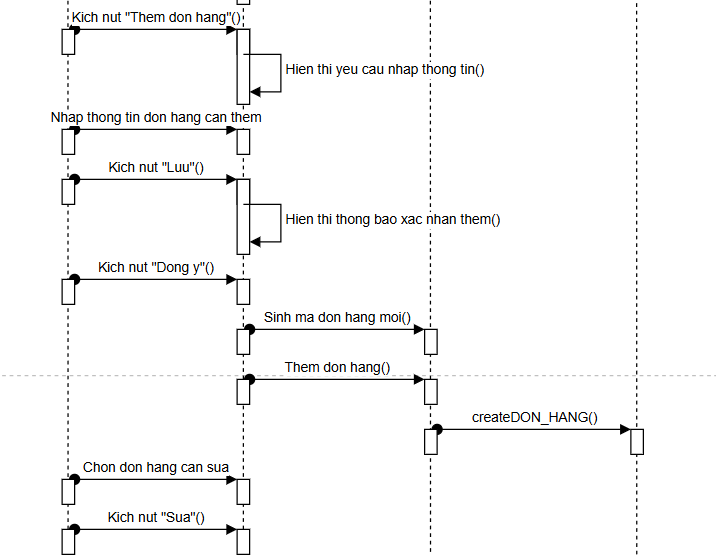 Kich nut "Them don hang"()
Hien thi yeu cau nhap thong tin()
Nhap thong tin don hang can them
Kich nut "Luu"()
Hien thi thong bao xac nhan them()
Kich nut "Dong y"()
Sinh ma don hang moi()
Them don hang()
createDON_HANG()
Chon don hang can sua
Kich nut "Sua"()